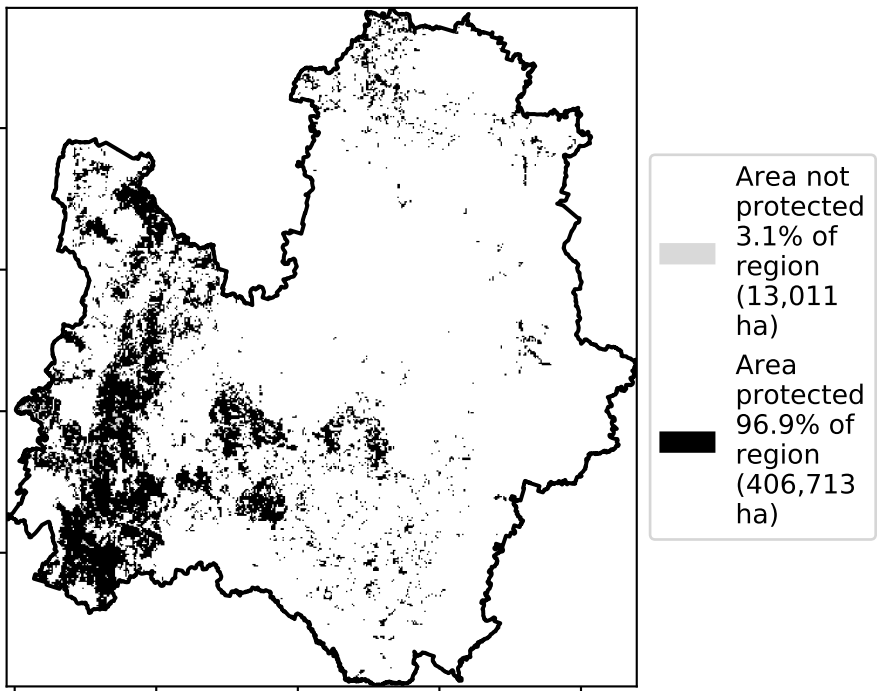 Area not
protected
3.1% of
region
(13,011
ha)
Area
protected
96.9% of
region
(406,713
ha)